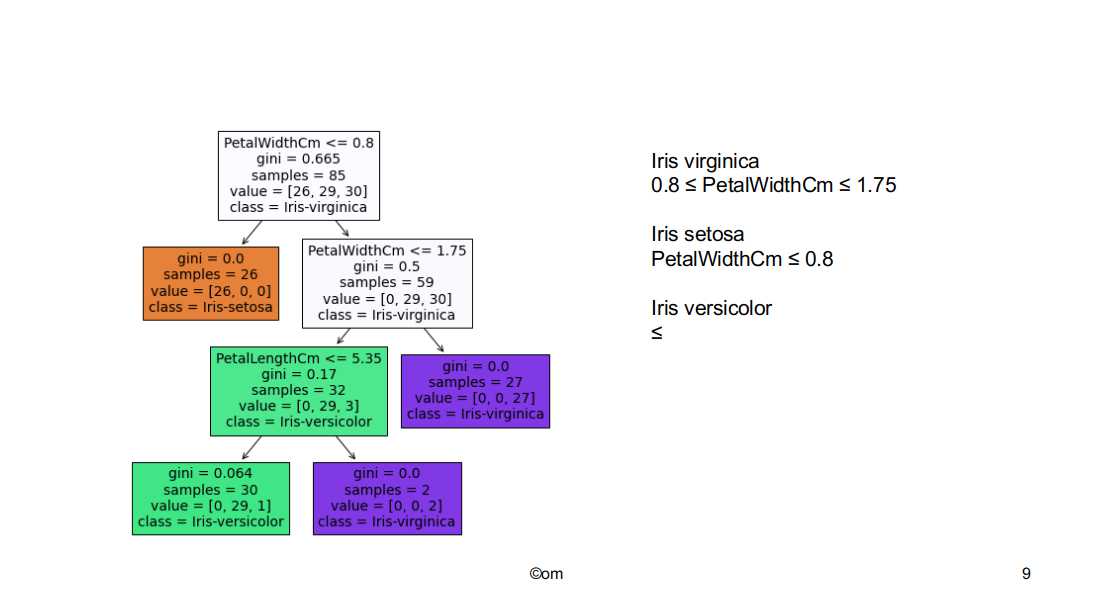 PetalWidthCm <= 0.8
gini = 0.665
samples = 85
value = [26, 29, 30]
class = Iris-virginica
gini = 0.0
samples = 26
value = [26, 0, 0]
class = Iris-setosa
PetalWidthCm <= 1.75
gini = 0.5
samples = 59
value = [0, 29, 30]
class = Iris-virginica
PetalLengthCm <= 5.35
gini = 0.17
samples = 32
value = [0, 29, 3]
class = Iris-versicolor
gini = 0.0
samples = 27
value = [0, 0, 27]
class = Iris-virginica
gini = 0.064
samples = 30
value = [0, 29, 1]
class = Iris-versicolor
gini = 0.0
samples = 2
value = [0, 0, 2]
class = Iris-virginica
Iris virginica
0.8 ≤ PetalWidthCm ≤ 1.75
Iris setosa
PetalWidthCm ≤ 0.8
Iris versicolor
≤
©om
9